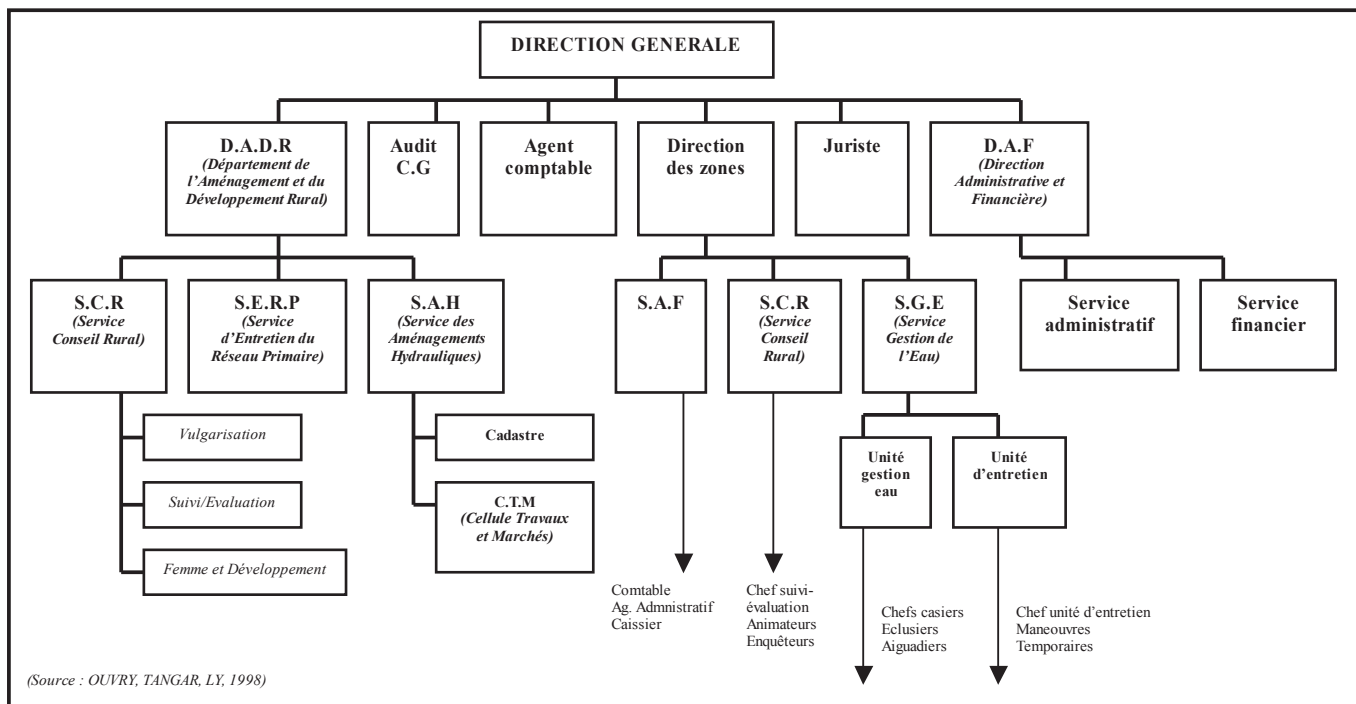 DIRECTION GENERALE
D.A.D.R
(Département de
l'Aménagement et du
Développement Rural)
Audit
C.G
Agent
comptable
Direction
des zones
Juriste
D.A.F
(Direction
Administrative et
Financière)
S.C.R
(Service
Conseil Rural)
S.E.R.P
(Service
d'Entretien du
Réseau Primaire)
S.A.H
(Service des
Aménagements
Hydrauliques)
S.A.F
S.C.R
(Service
Conseil
Rural)
S.G.E
(Service
Gestion de
l'Eau)
Service
administratif
Service
financier
Vulgarisation
Suivi/Evaluation
Femme et Développement
Cadastre
C.T.M
(Cellule Travaux
et Marchés)
Unité
gestion
eau
Unité
d'entretien
Comtable
Ag. Admnistratif
Caissier
Chef suivi-
évaluation
Animateurs
Enquêteurs
Chefs casiers
Eclusiers
Aiguadiers
Chef unité d'entretien
Maneouvres
Temporaires
(Source : OUVRY, TANGAR, LY, 1998)